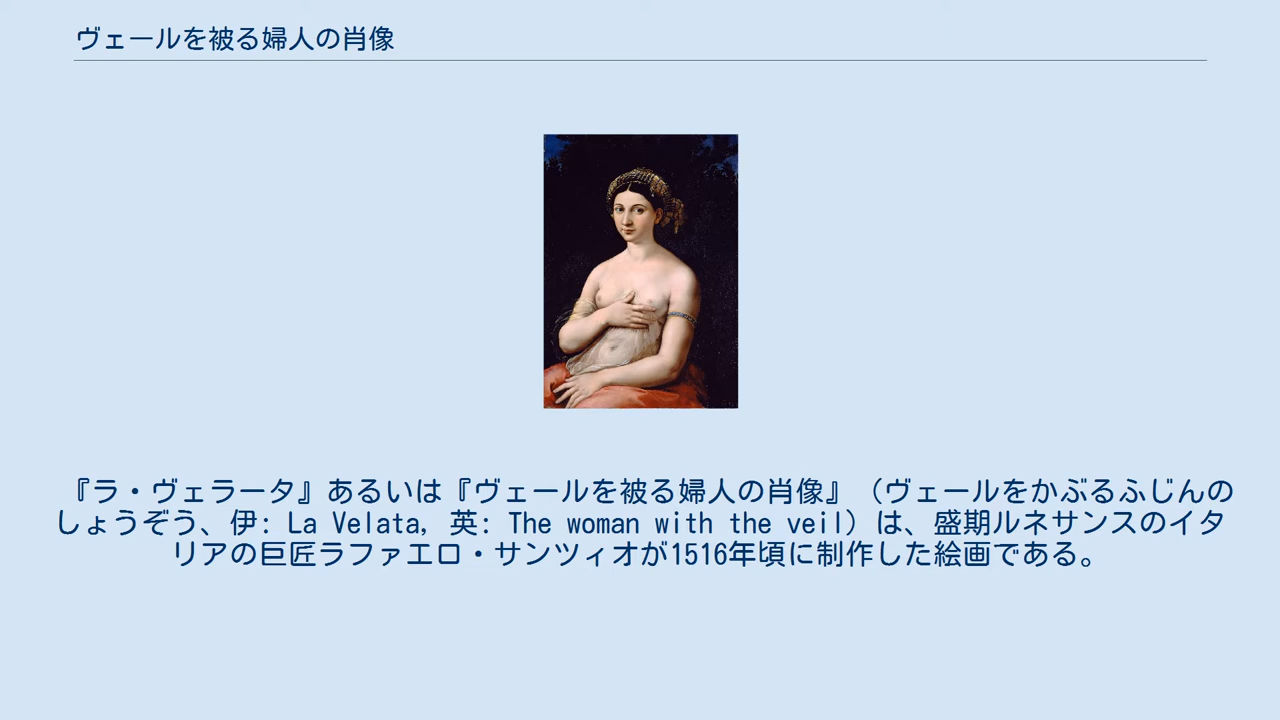 ヴェールを被る婦人の肖像
『ラ・ヴェラータ』あるいは『ヴェールを被る婦人の肖像』（ヴェールをかぶるふじんの
しょうぞう、伊: La Velata, 英: The woman with the veil）は、盛期ルネサンスのイタ
リアの巨匠ラファエロ・サンツィオが1516年頃に制作した絵画である。